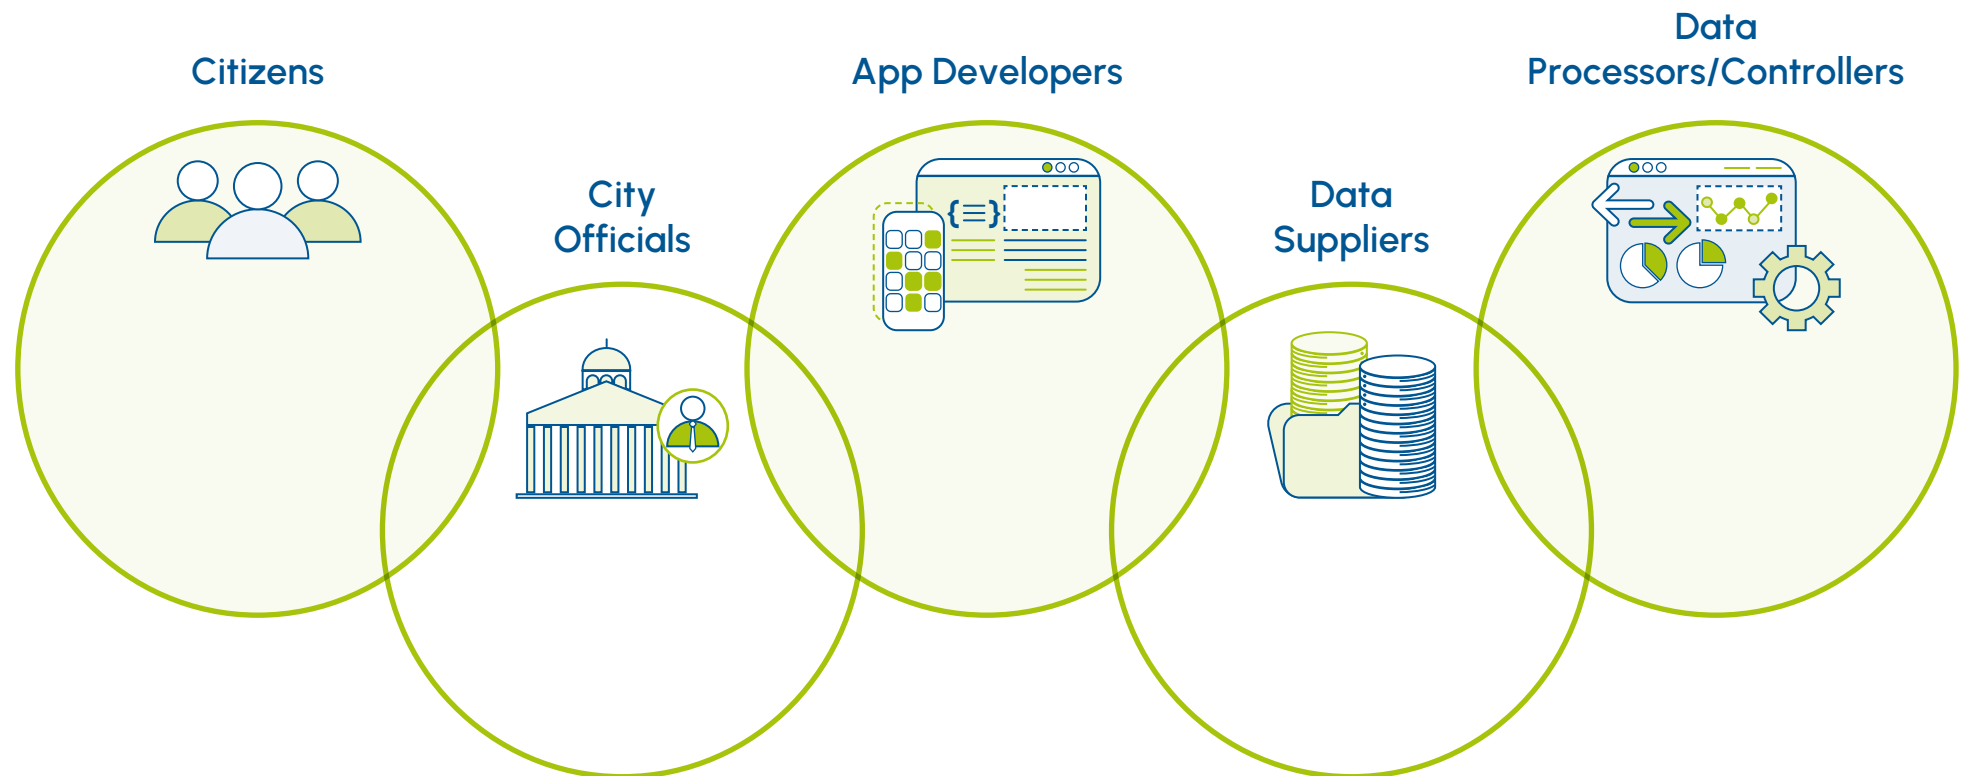 Citizens
City
Officials
App Developers
Data
Suppliers
Data
Processors/Controllers